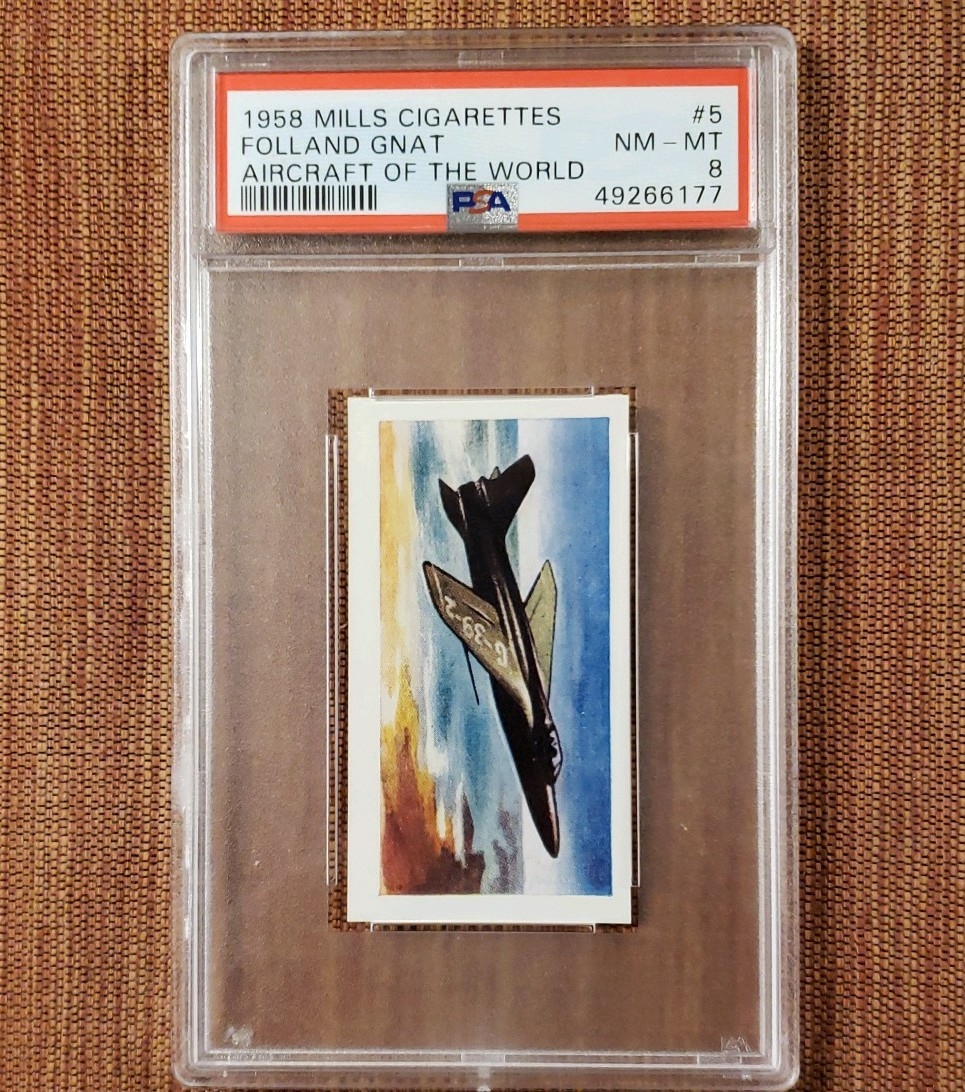 1958 MILLS CIGARETTES #5
FOLLAND GNAT NM - MT
AIRCRAFT OF THE WORLD 8
PSA 49266177
G-39-2